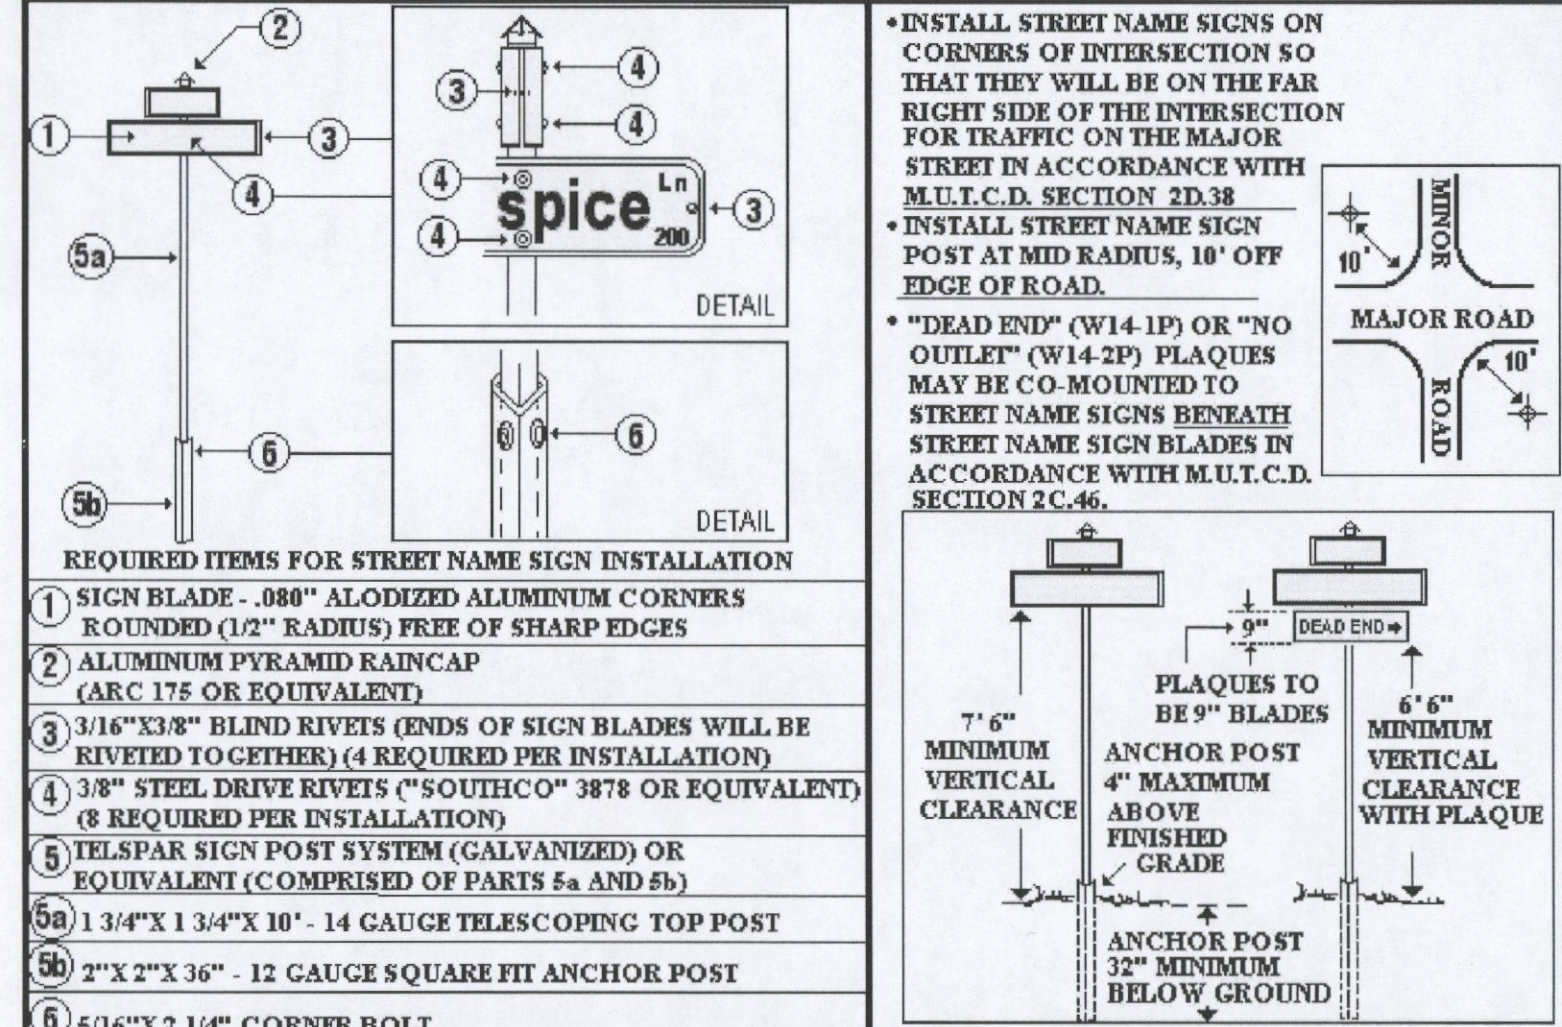 2
1
3
4
5a
6
5b
3
4
4
4
4
spice
Ln
200
3
DETAIL
6
DETAIL
REQUIRED ITEMS FOR STREET NAME SIGN INSTALLATION
1 SIGN BLADE - .080" ALODIZED ALUMINUM CORNERS
ROUNDED (1/2" RADIUS) FREE OF SHARP EDGES
2 ALUMINUM PYRAMID RAINCAP
(ARC 175 OR EQUIVALENT)
3 3/16"X3/8" BLIND RIVETS (ENDS OF SIGN BLADES WILL BE
RIVETED TOGETHER) (4 REQUIRED PER INSTALLATION)
4 3/8" STEEL DRIVE RIVETS ("SOUTHCO" 3878 OR EQUIVALENT)
(8 REQUIRED PER INSTALLATION)
5 TELSPAR SIGN POST SYSTEM (GALVANIZED) OR
EQUIVALENT (COMPRISED OF PARTS 5a AND 5b)
5a 1 3/4"X 1 3/4"X 10' - 14 GAUGE TELESCOPING TOP POST
5b 2"X 2"X 36" - 12 GAUGE SQUARE FIT ANCHOR POST
6 5/16"X 2 1/4" CORNER BOLT
• INSTALL STREET NAME SIGNS ON
CORNERS OF INTERSECTION SO
THAT THEY WILL BE ON THE FAR
RIGHT SIDE OF THE INTERSECTION
FOR TRAFFIC ON THE MAJOR
STREET IN ACCORDANCE WITH
M.U.T.C.D. SECTION 2D.38
• INSTALL STREET NAME SIGN
POST AT MID RADIUS, 10' OFF
EDGE OF ROAD.
• "DEAD END" (W14-1P) OR "NO
OUTLET" (W14-2P) PLAQUES
MAY BE CO-MOUNTED TO
STREET NAME SIGNS BENEATH
STREET NAME SIGN BLADES IN
ACCORDANCE WITH M.U.T.C.D.
SECTION 2C.46.
MINOR
10'
MAJOR ROAD
10'
ROAD
9"
DEAD END
PLAQUES TO
BE 9" BLADES
7' 6"
MINIMUM
VERTICAL
CLEARANCE
ANCHOR POST
4" MAXIMUM
ABOVE
FINISHED
GRADE
6' 6"
MINIMUM
VERTICAL
CLEARANCE
WITH PLAQUE
ANCHOR POST
32" MINIMUM
BELOW GROUND